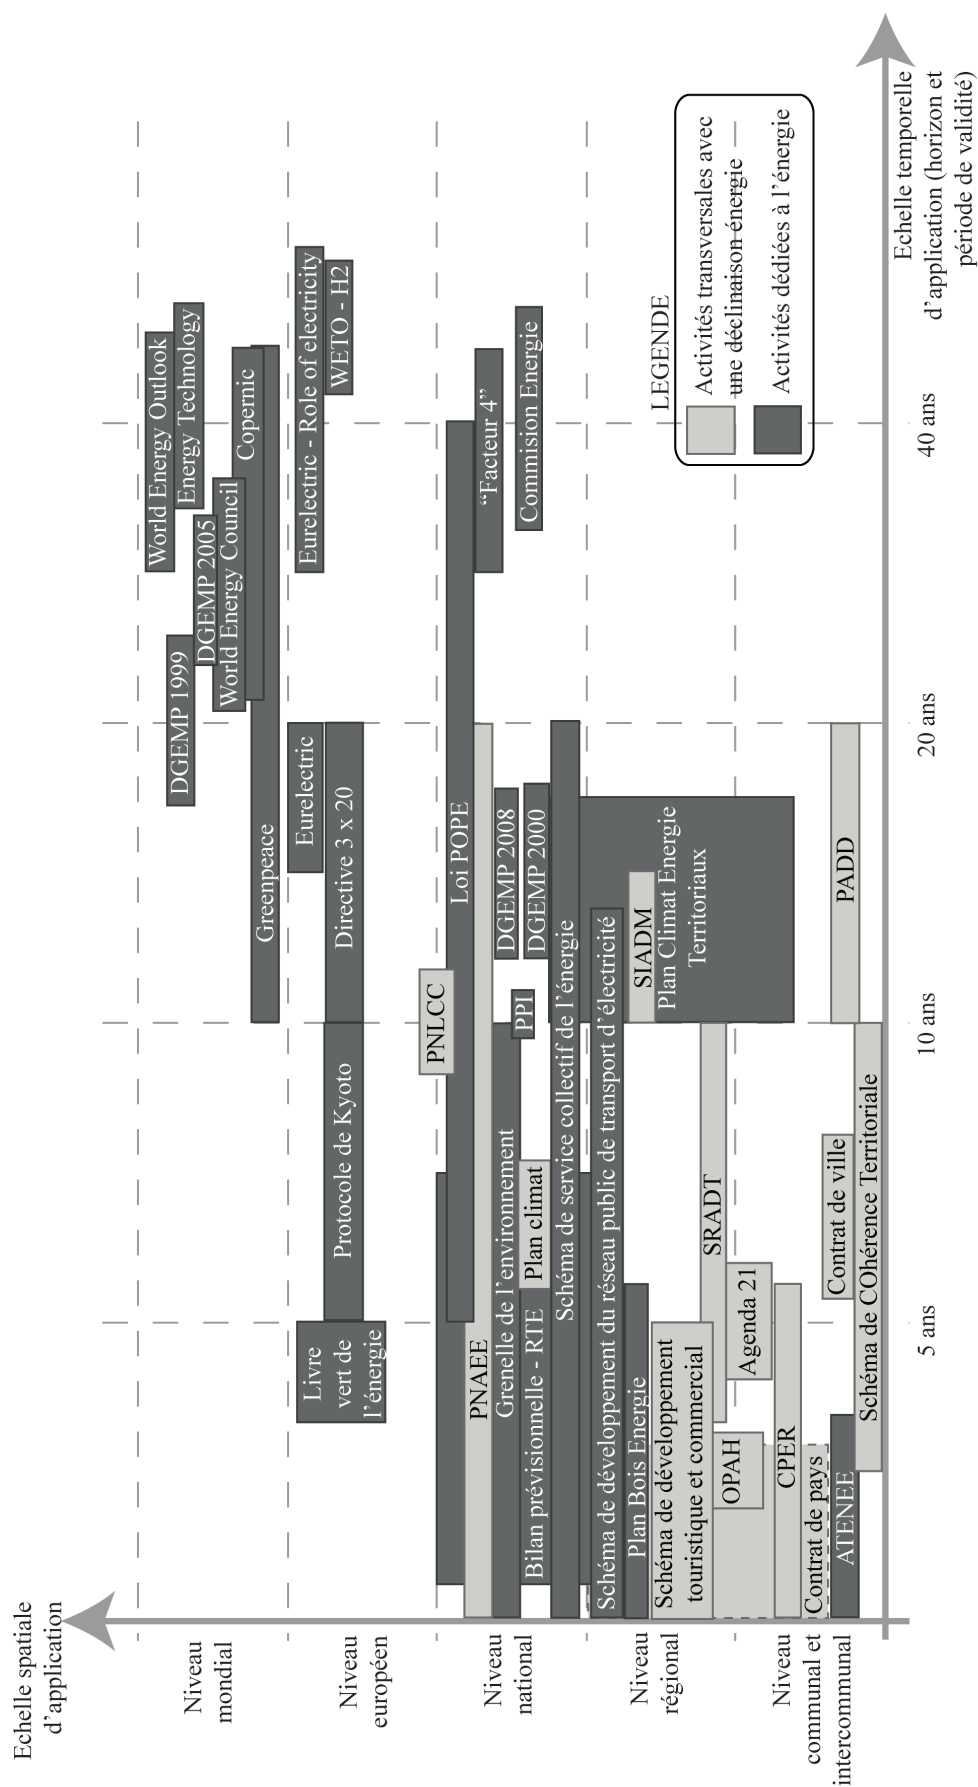 Echelle spatiale
d'application
Niveau
mondial
Niveau
européen
Niveau
national
Niveau
régional
Niveau
communal et
intercommunal
World Energy Outlook
Energy Technology
DGEMP 1999
DGEMP 2005
World Energy Council
Copernic
Greenpeace
Eurelectric - Role of electricity
WETO - H2
Eurelectric
Directive 3 x 20
Protocole de Kyoto
Livre
vert de
l'énergie
PNLCC
Loi POPE
"Facteur 4"
Commision Energie
PNAEE
Grenelle de l'environnement
DGEMP 2008
DGEMP 2000
PPI
Plan climat
Bilan prévisionnelle - RTE
Schéma de service collectif de l'énergie
Schéma de développement du réseau public de transport d'électricité
Plan Bois Energie
SIADM
Plan Climat Energie
Territoriaux
Schéma de développement
touristique et commercial
SRADT
OPAH
Agenda 21
CPER
Contrat de pays
Contrat de ville
PADD
ATENEE
Schéma de COhérence Territoriale
LEGENDE
Activités transversales avec
une déclinaison énergie
Activités dédiées à l'énergie
5 ans
10 ans
20 ans
40 ans
Echelle temporelle
d'application (horizon et
période de validité)